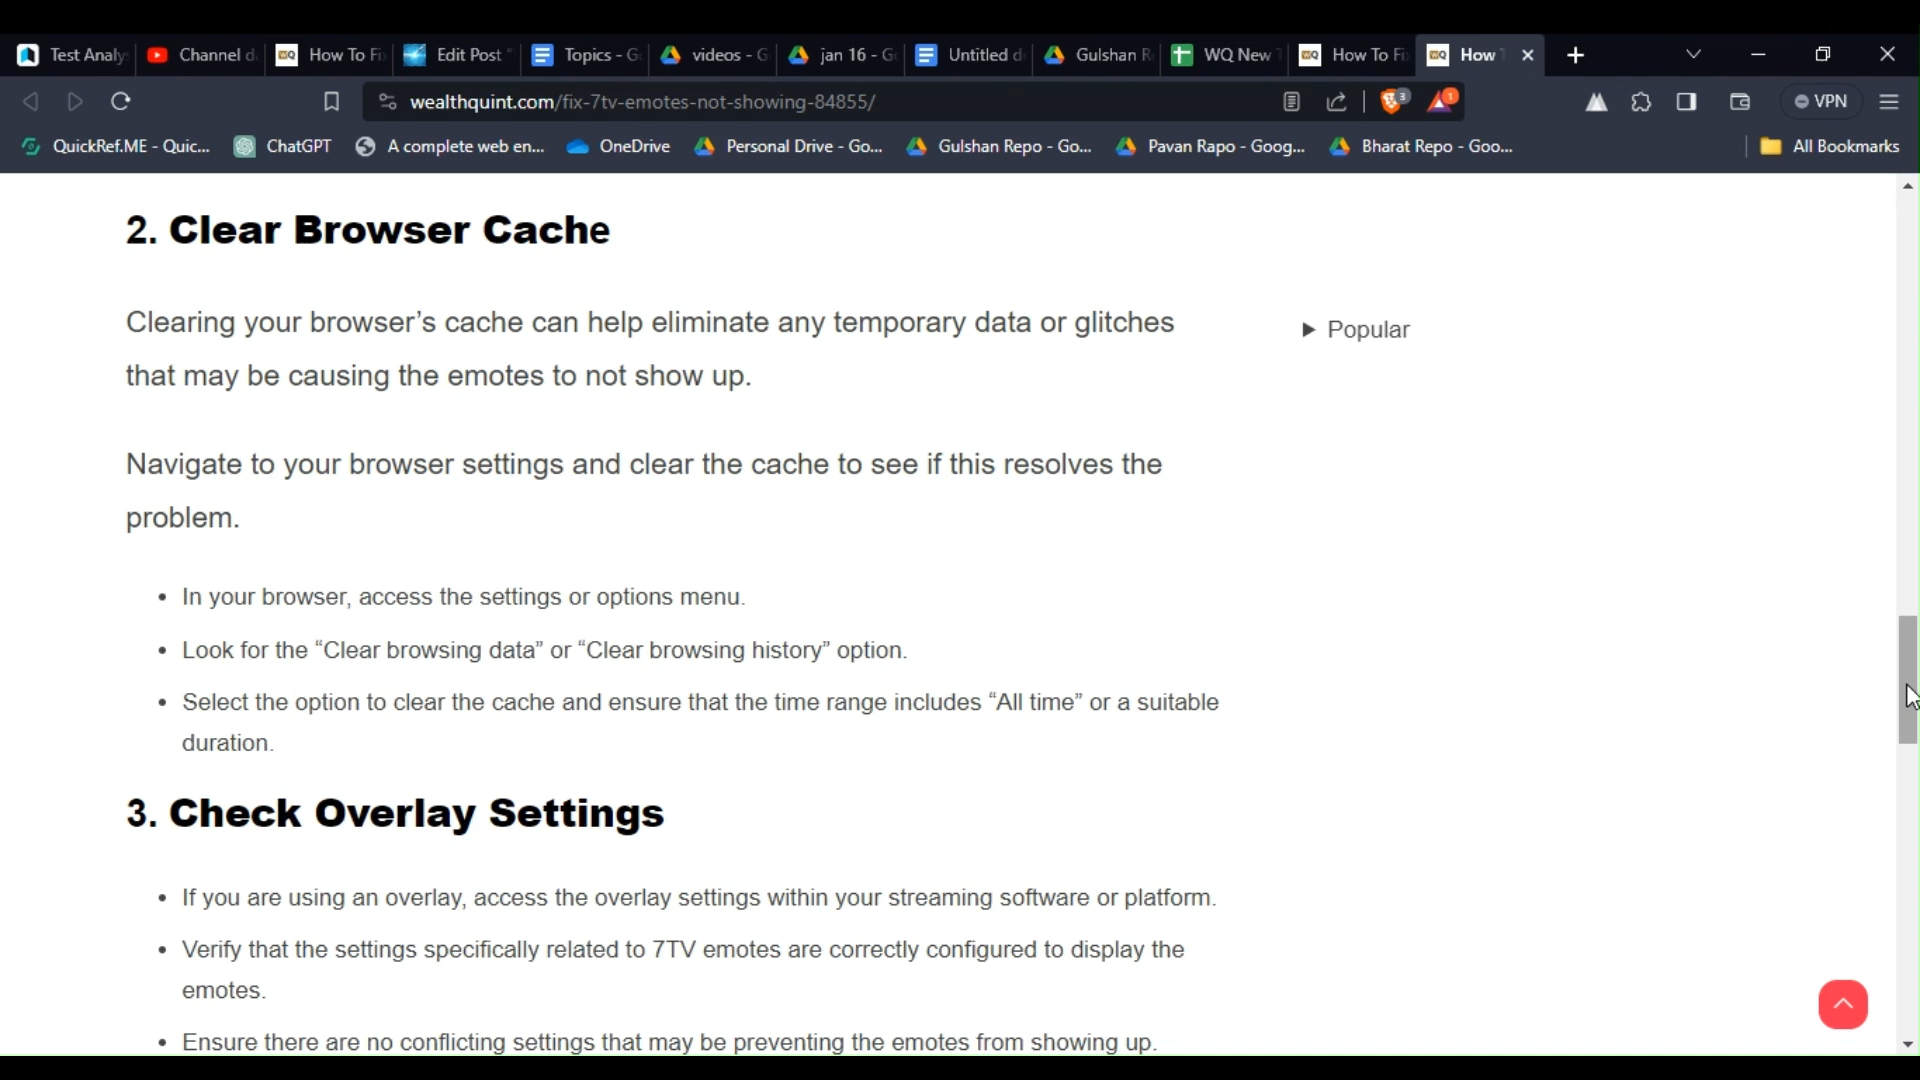 Test Analy
Channel d
How To Fi
Edit Post
Topics - G
videos - G
jan 16 - G
Untitled d
Gulshan R
WQ New T
How To Fi
How T
wealthquint.com/fix-7tv-emotes-not-showing-84855/
3
1
VPN
QuickRef.ME - Quic...
ChatGPT
A complete web en...
OneDrive
Personal Drive - Go...
Gulshan Repo - Go...
Pavan Rapo - Goog...
Bharat Repo - Goo...
All Bookmarks
2. Clear Browser Cache
Clearing your browser’s cache can help eliminate any temporary data or glitches
that may be causing the emotes to not show up.
Popular
Navigate to your browser settings and clear the cache to see if this resolves the
problem.
• In your browser, access the settings or options menu.
• Look for the “Clear browsing data” or “Clear browsing history” option.
• Select the option to clear the cache and ensure that the time range includes “All time” or a suitable
duration.
3. Check Overlay Settings
• If you are using an overlay, access the overlay settings within your streaming software or platform.
• Verify that the settings specifically related to 7TV emotes are correctly configured to display the
emotes.
• Ensure there are no conflicting settings that may be preventing the emotes from showing up.